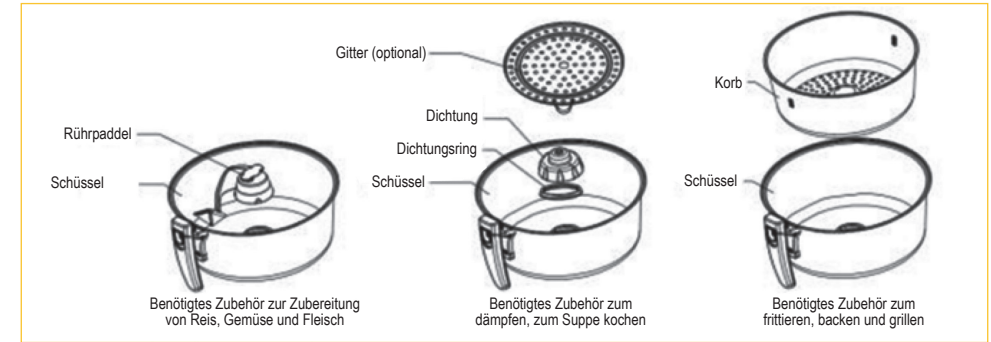 Rührpaddel
Schüssel
Benötigtes Zubehör zur Zubereitung
von Reis, Gemüse und Fleisch
Gitter (optional)
Dichtung
Dichtungsring
Schüssel
Benötigtes Zubehör zum
dämpfen, zum Suppe kochen
Korb
Schüssel
Benötigtes Zubehör zum
frittieren, backen und grillen